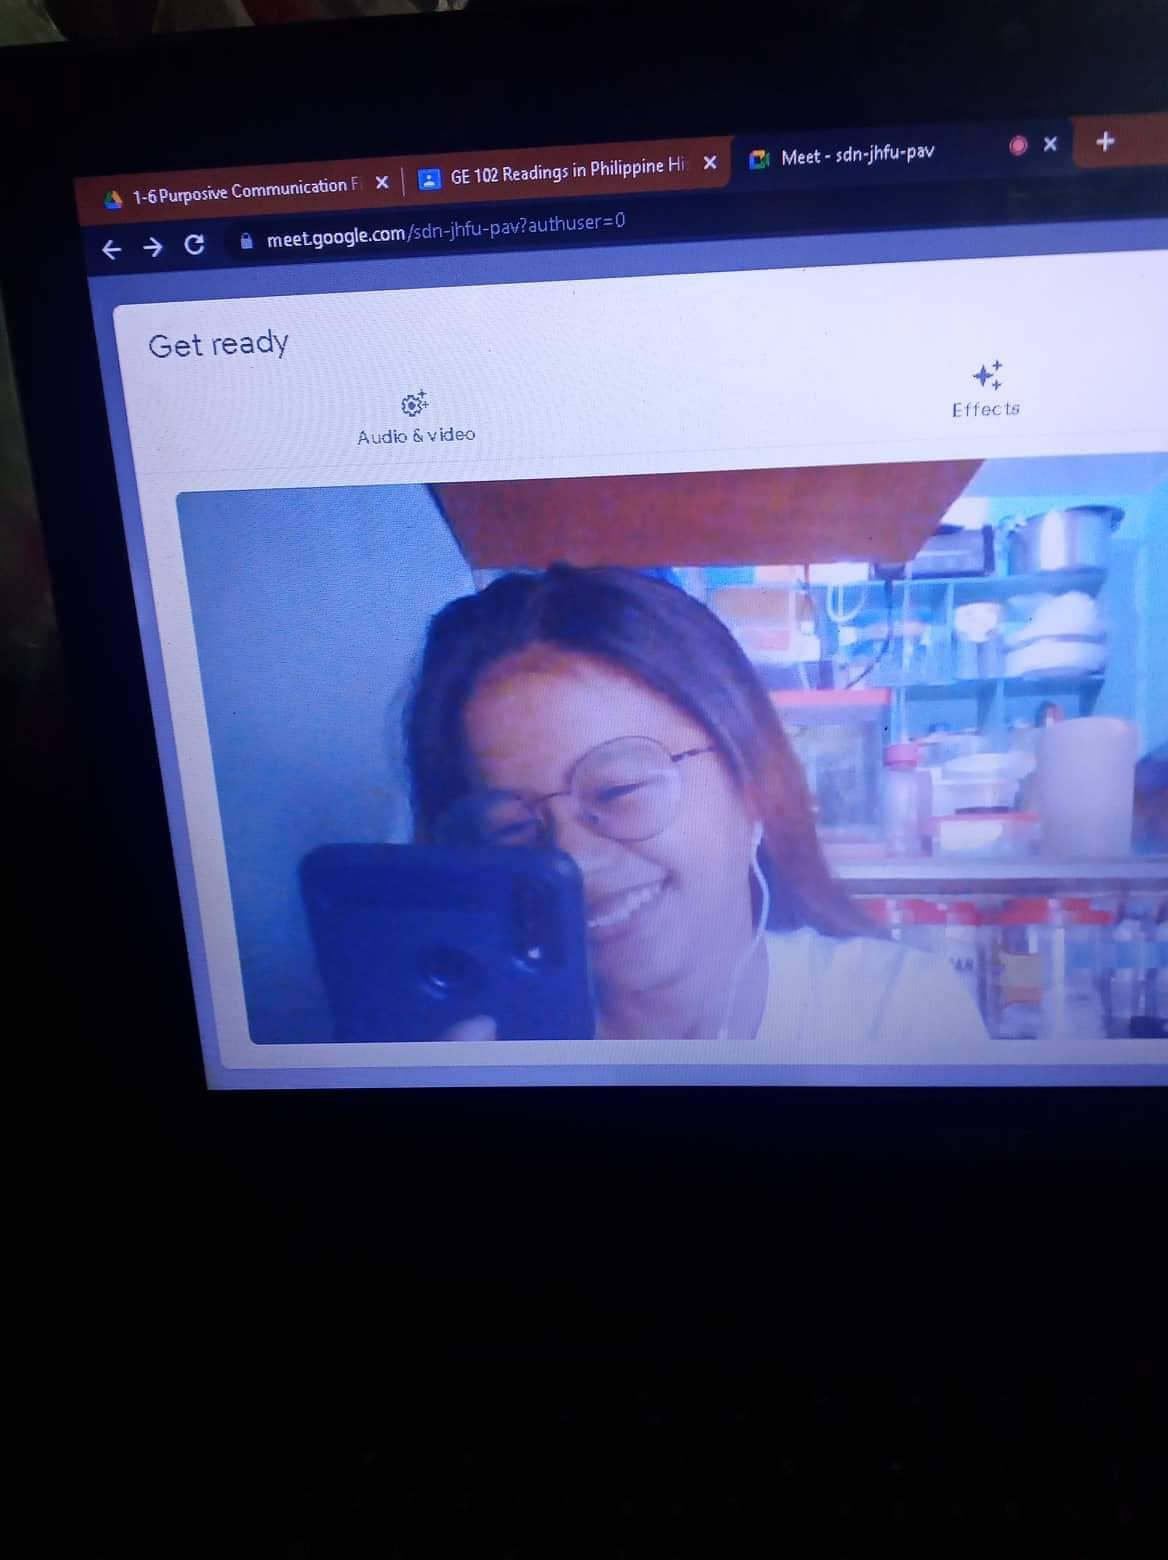 1-6 Purposive Communication F
GE 102 Readings in Philippine Hi
Meet - sdn-jhfu-pav
meet.google.com/sdn-jhfu-pav?authuser=0
Get ready
Audio & video
Effects